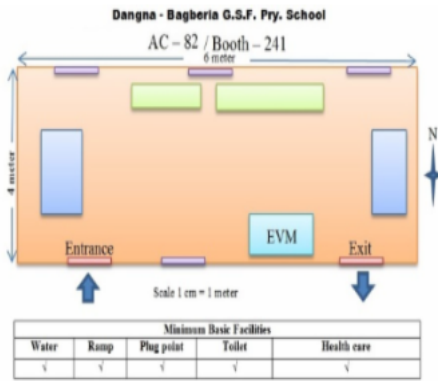 Dangna - Bagberia G.S.F. Pry. School
AC – 82 / Booth – 241
6 meter
4 meter
N
EVM
Entrance
Exit
Scale 1 cm = 1 meter
Minimum Basic Facilities
Water Ramp Plug point Toilet Health care
√ √ √ √ √